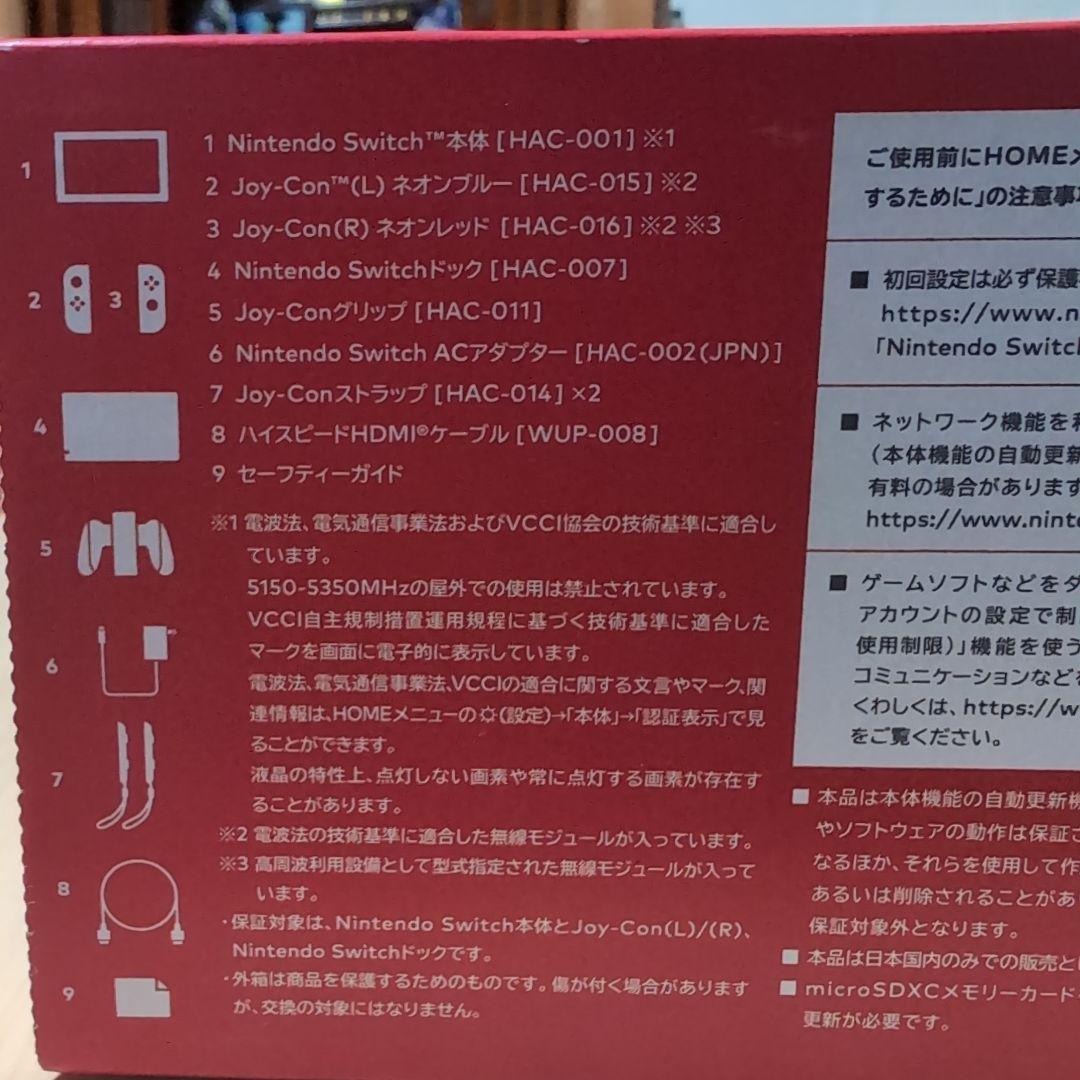 1 Nintendo Switch™本体 [HAC-001] ※1
2 Joy-Con™(L) ネオンブルー [HAC-015] ※2
3 Joy-Con(R) ネオンレッド [HAC-016] ※2 ※3
4 Nintendo Switchドック [HAC-007]
5 Joy-Conグリップ [HAC-011]
6 Nintendo Switch ACアダプター [HAC-002(JPN)]
7 Joy-Conストラップ [HAC-014] ×2
8 ハイスピードHDMI®ケーブル [WUP-008]
9 セーフティーガイド
1
2
3
4
5
6
7
8
9
※1 電波法、電気通信事業法およびVCCI協会の技術基準に適合し
ています。
5150-5350MHzの屋外での使用は禁止されています。
VCCI自主規制措置運用規程に基づく技術基準に適合した
マークを画面に電子的に表示しています。
電波法、電気通信事業法、VCCIの適合に関する文言やマーク、関
連情報は、HOMEメニューの(設定)→「本体」→「認証表示」で見
ることができます。
液晶の特性上、点灯しない画素や常に点灯する画素が存在す
ることがあります。
※2 電波法の技術基準に適合した無線モジュールが入っています。
※3 高周波利用設備として型式指定された無線モジュールが入って
います。
・保証対象は、Nintendo Switch本体とJoy-Con(L)/(R)、
Nintendo Switchドックです。
・外箱は商品を保護するためのものです。傷が付く場合があります
が、交換の対象にはなりません。
ご使用前にHOMEメ
するために」の注意事
■ 初回設定は必ず保護
https://www.n
「Nintendo Switch
■ ネットワーク機能を利
(本体機能の自動更新
有料の場合があります
https://www.ninte
■ ゲームソフトなどをダ
アカウントの設定で制
使用制限)」機能を使う
コミュニケーションなどを
くわしくは、https://w
をご覧ください。
■ 本品は本体機能の自動更新機
やソフトウェアの動作は保証さ
なるほか、それらを使用して作
あるいは削除されることがあ
保証対象外となります。
■ 本品は日本国内のみでの販売と
■ microSDXCメモリーカード
更新が必要です。